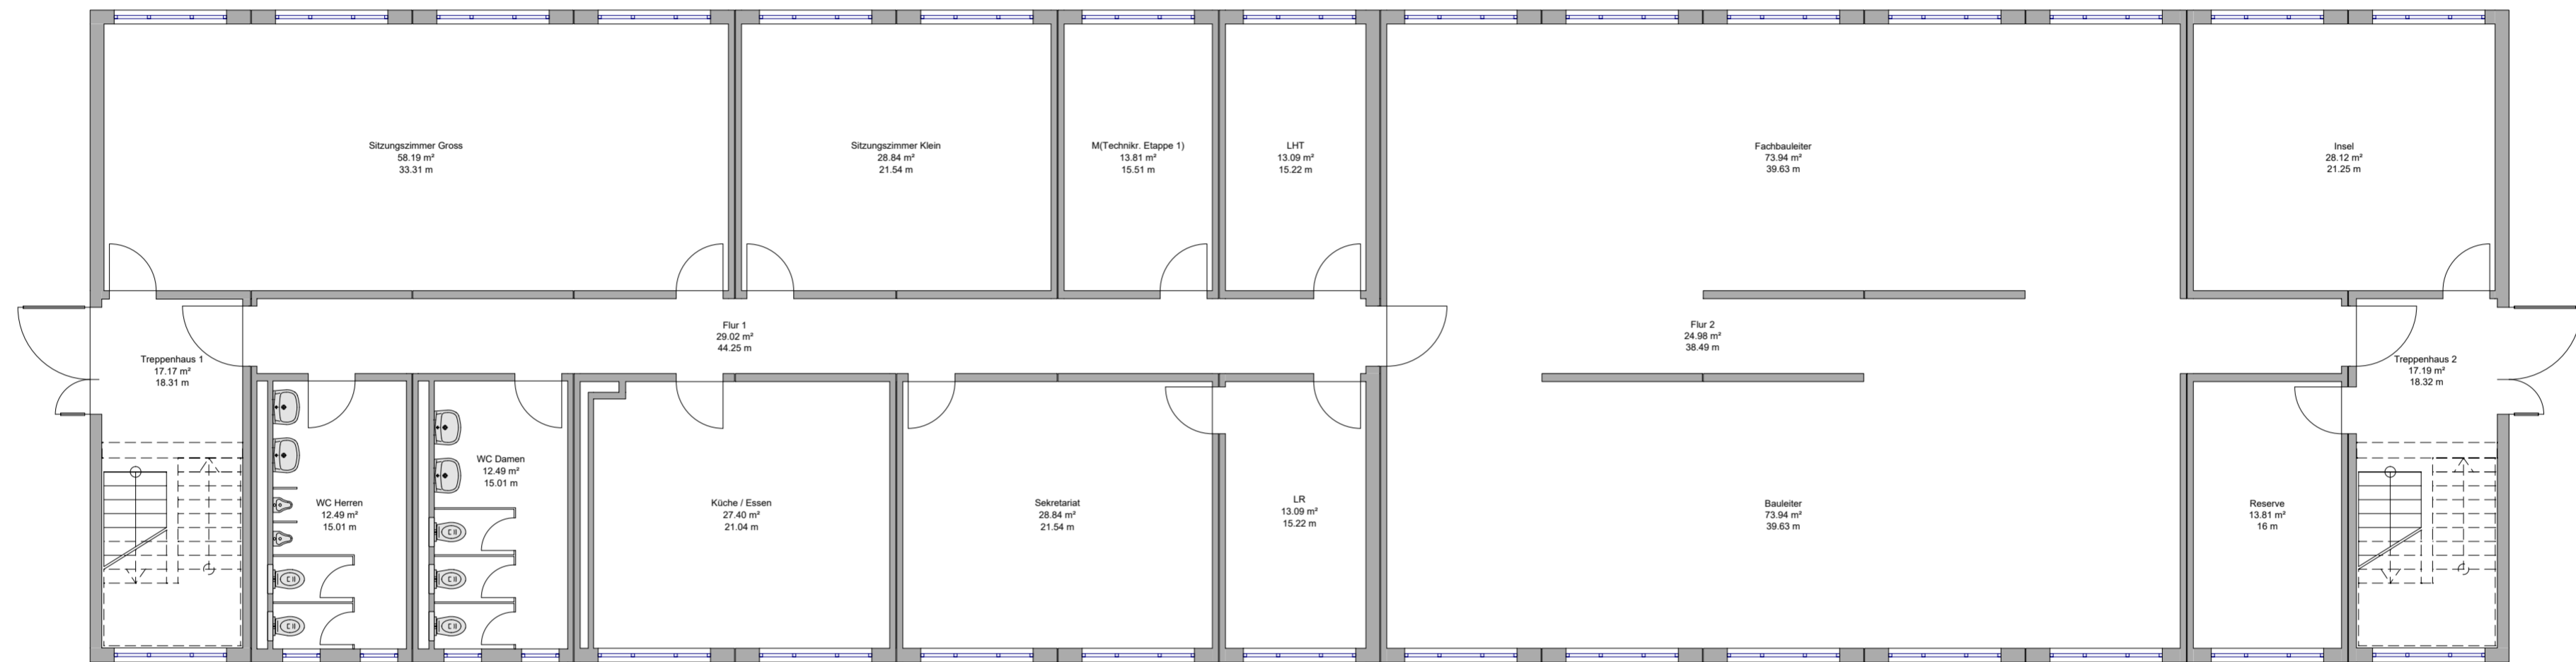 Sitzungszimmer Gross
58.19 m²
33.31 m
Sitzungszimmer Klein
28.84 m²
21.54 m
M(Technikr. Etappe 1)
13.81 m²
15.51 m
LHT
13.09 m²
15.22 m
Fachbauleiter
73.94 m²
39.63 m
Insel
28.12 m²
21.25 m
Treppenhaus 1
17.17 m²
18.31 m
Flur 1
29.02 m²
44.25 m
Flur 2
24.98 m²
38.49 m
Treppenhaus 2
17.19 m²
18.32 m
WC Herren
12.49 m²
15.01 m
WC Damen
12.49 m²
15.01 m
Küche / Essen
27.40 m²
21.04 m
Sekretariat
28.84 m²
21.54 m
LR
13.09 m²
15.22 m
Bauleiter
73.94 m²
39.63 m
Reserve
13.81 m²
16 m